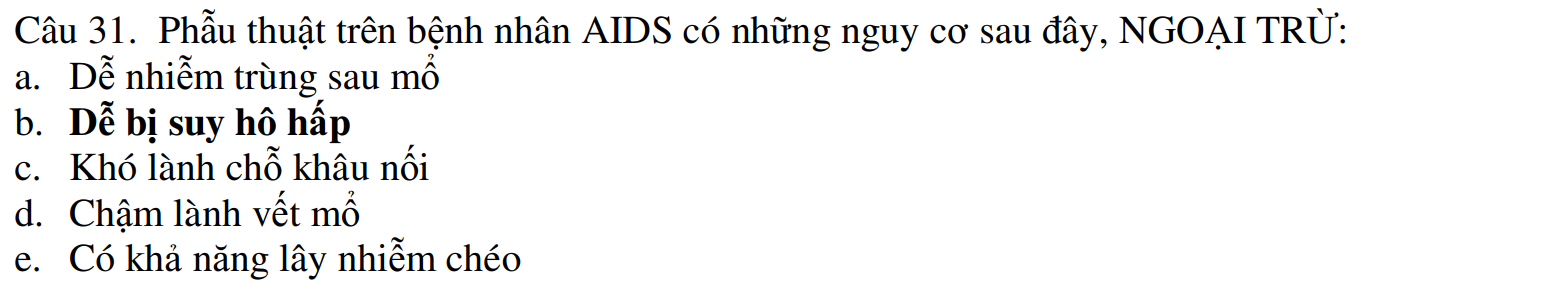 Câu 31. Phẫu thuật trên bệnh nhân AIDS có những nguy cơ sau đây, NGOẠI TRỪ:
a. Dễ nhiễm trùng sau mổ
b. Dễ bị suy hô hấp
c. Khó lành chỗ khâu nối
d. Chậm lành vết mổ
e. Có khả năng lây nhiễm chéo